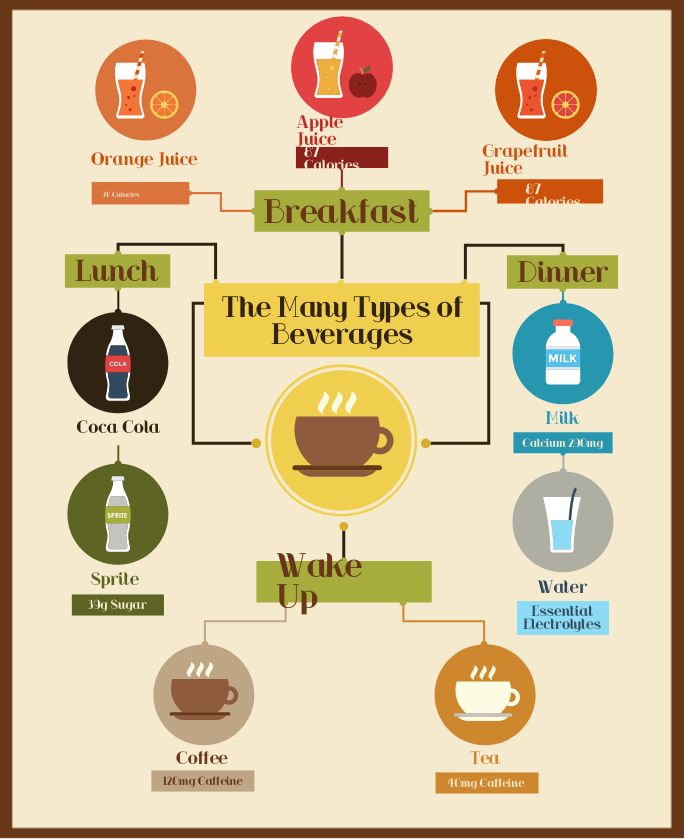 Apple
Juice
87
Calories
Orange Juice
70 Calories
Grapefruit
Juice
87
Calories
Breakfast
Lunch
Dinner
The Many Types of
Beverages
COLA
Coca Cola
MILK
Milk
Calcium 290mg
SPRITE
Sprite
39g Sugar
Water
Essential
Electrolytes
Wake
Up
Coffee
120mg Caffeine
Tea
40mg Caffeine